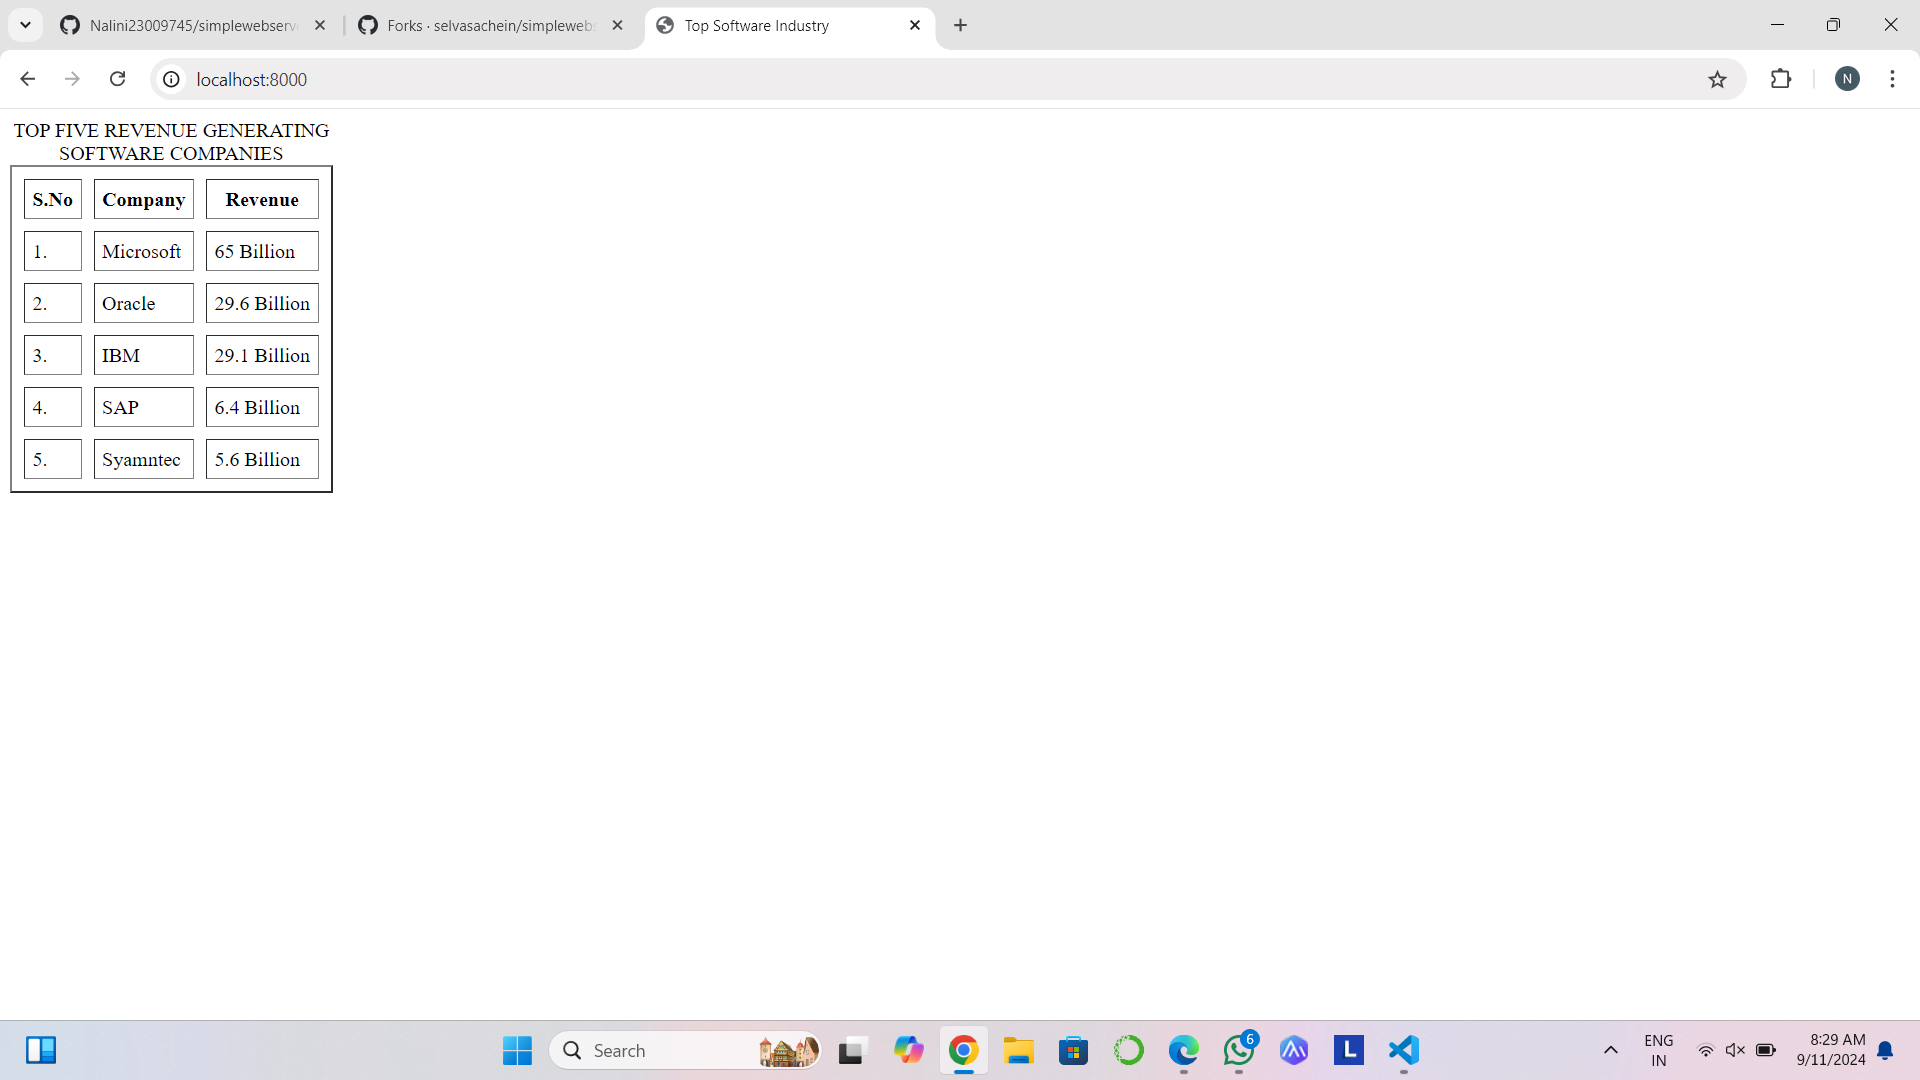 Nalini23009745/simplewebserv
Forks · selvasachein/simplewebs
Top Software Industry
localhost:8000
N
TOP FIVE REVENUE GENERATING
SOFTWARE COMPANIES
S.No Company Revenue
1. Microsoft 65 Billion
2. Oracle 29.6 Billion
3. IBM 29.1 Billion
4. SAP 6.4 Billion
5. Syamntec 5.6 Billion
Search
6
L
ENG
IN
8:29 AM
9/11/2024